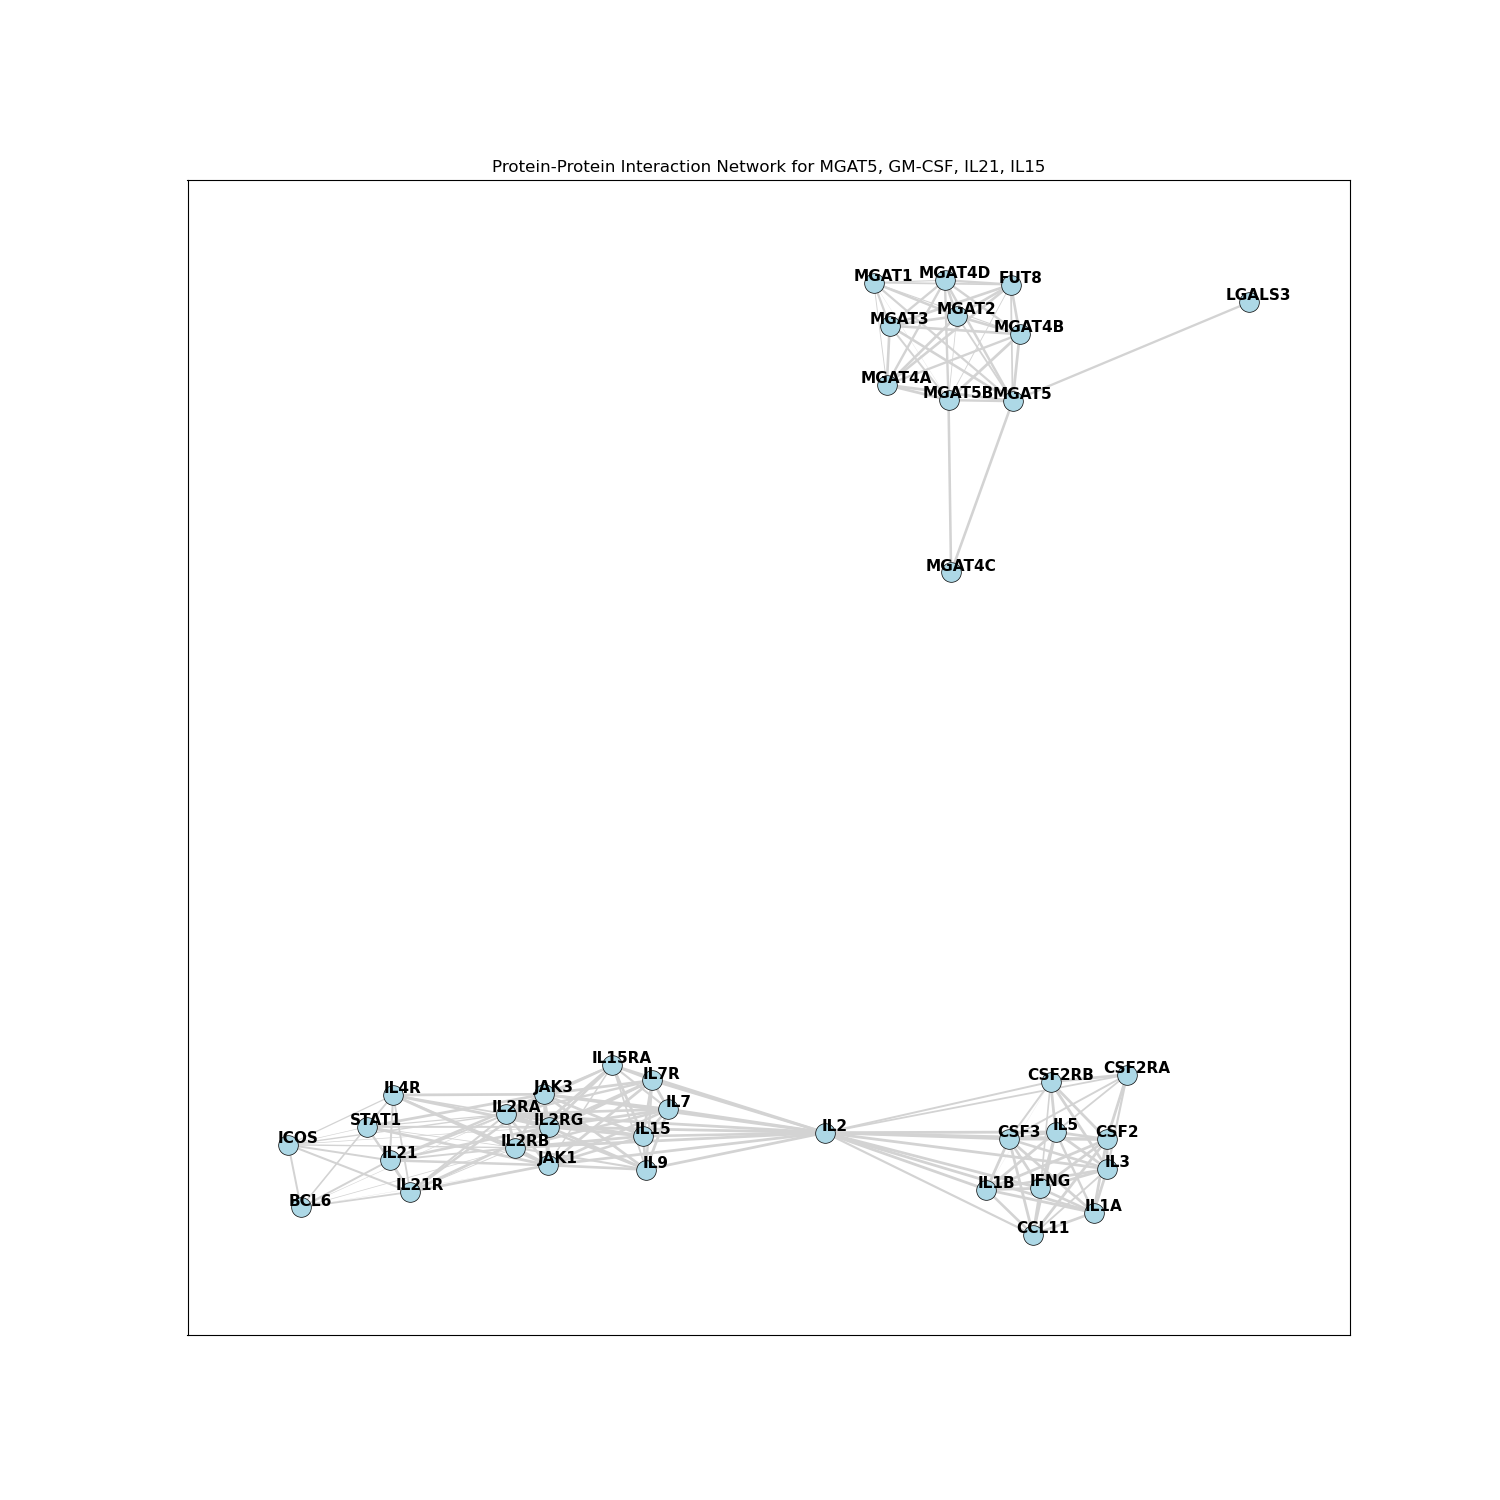 Protein-Protein Interaction Network for MGAT5, GM-CSF, IL21, IL15
MGAT1
MGAT4D
FUT8
LGALS3
MGAT3
MGAT2
MGAT4B
MGAT4A
MGAT5B
MGAT5
MGAT4C
IL15RA
IL7R
CSF2RB
CSF2RA
IL4R
JAK3
IL2RA
IL7
STAT1
IL2RG
IL15
IL2
CSF3
IL5
CSF2
ICOS
IL21
IL2RB
JAK1
IL9
IL3
IL21R
IL1B
IFNG
BCL6
IL1A
CCL11